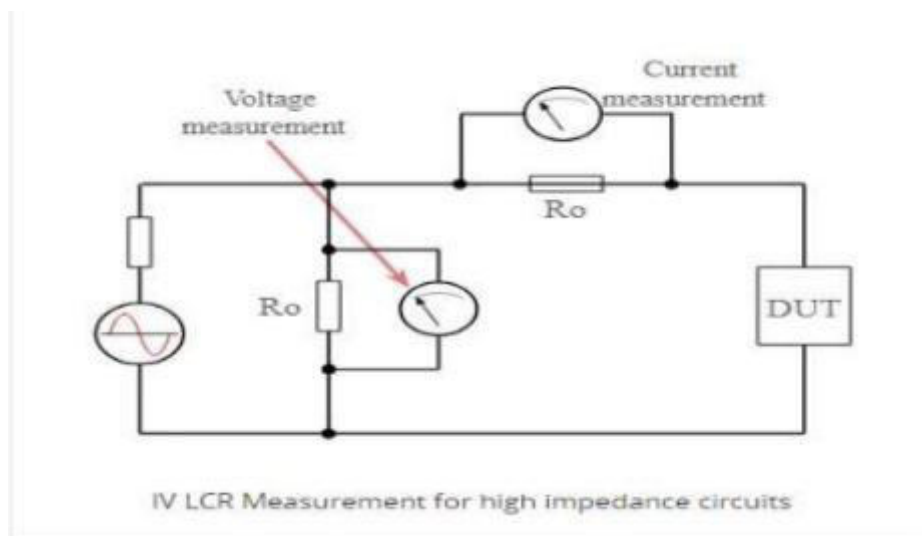 Current
measurement
Voltage
measurement
Ro
Ro
DUT
IV LCR Measurement for high impedance circuits